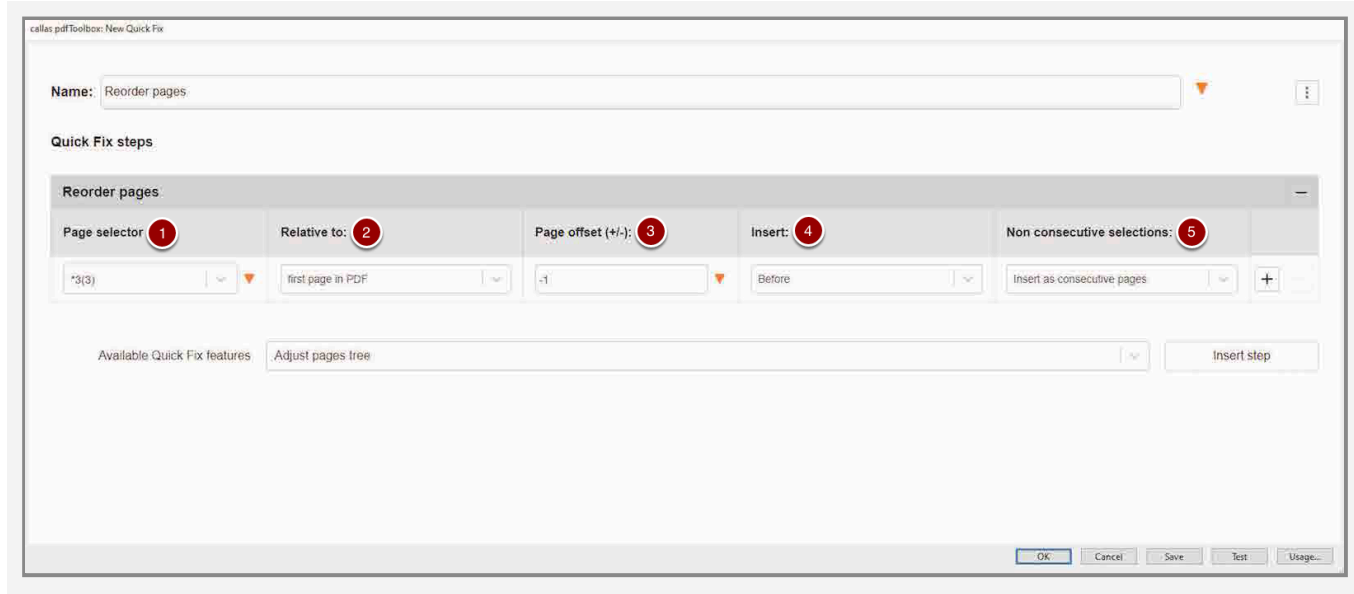 callas pdfToolbox: New Quick Fix
Name: Reorder pages
Quick Fix steps
Reorder pages
Page selector 1 Relative to: 2 Page offset (+/-): 3 Insert: 4 Non consecutive selections: 5
*3(3) first page in PDF -1 Before Insert as consecutive pages
Available Quick Fix features Adjust pages tree Insert step
OK Cancel Save Test Usage...